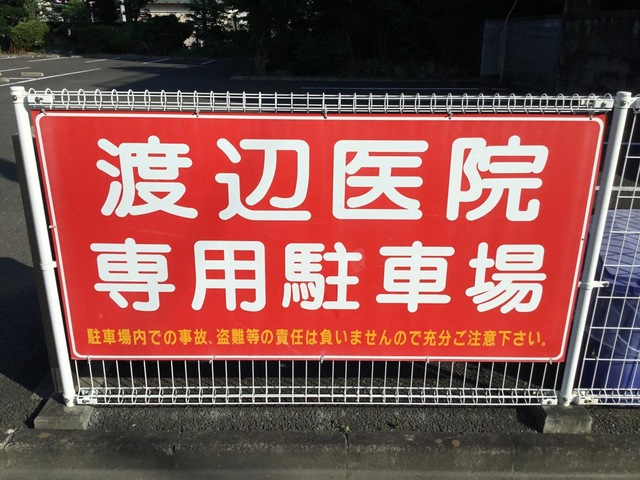 渡辺医院
専用駐車場
駐車場内での事故、盗難等の責任は負いませんので充分ご注意下さい。